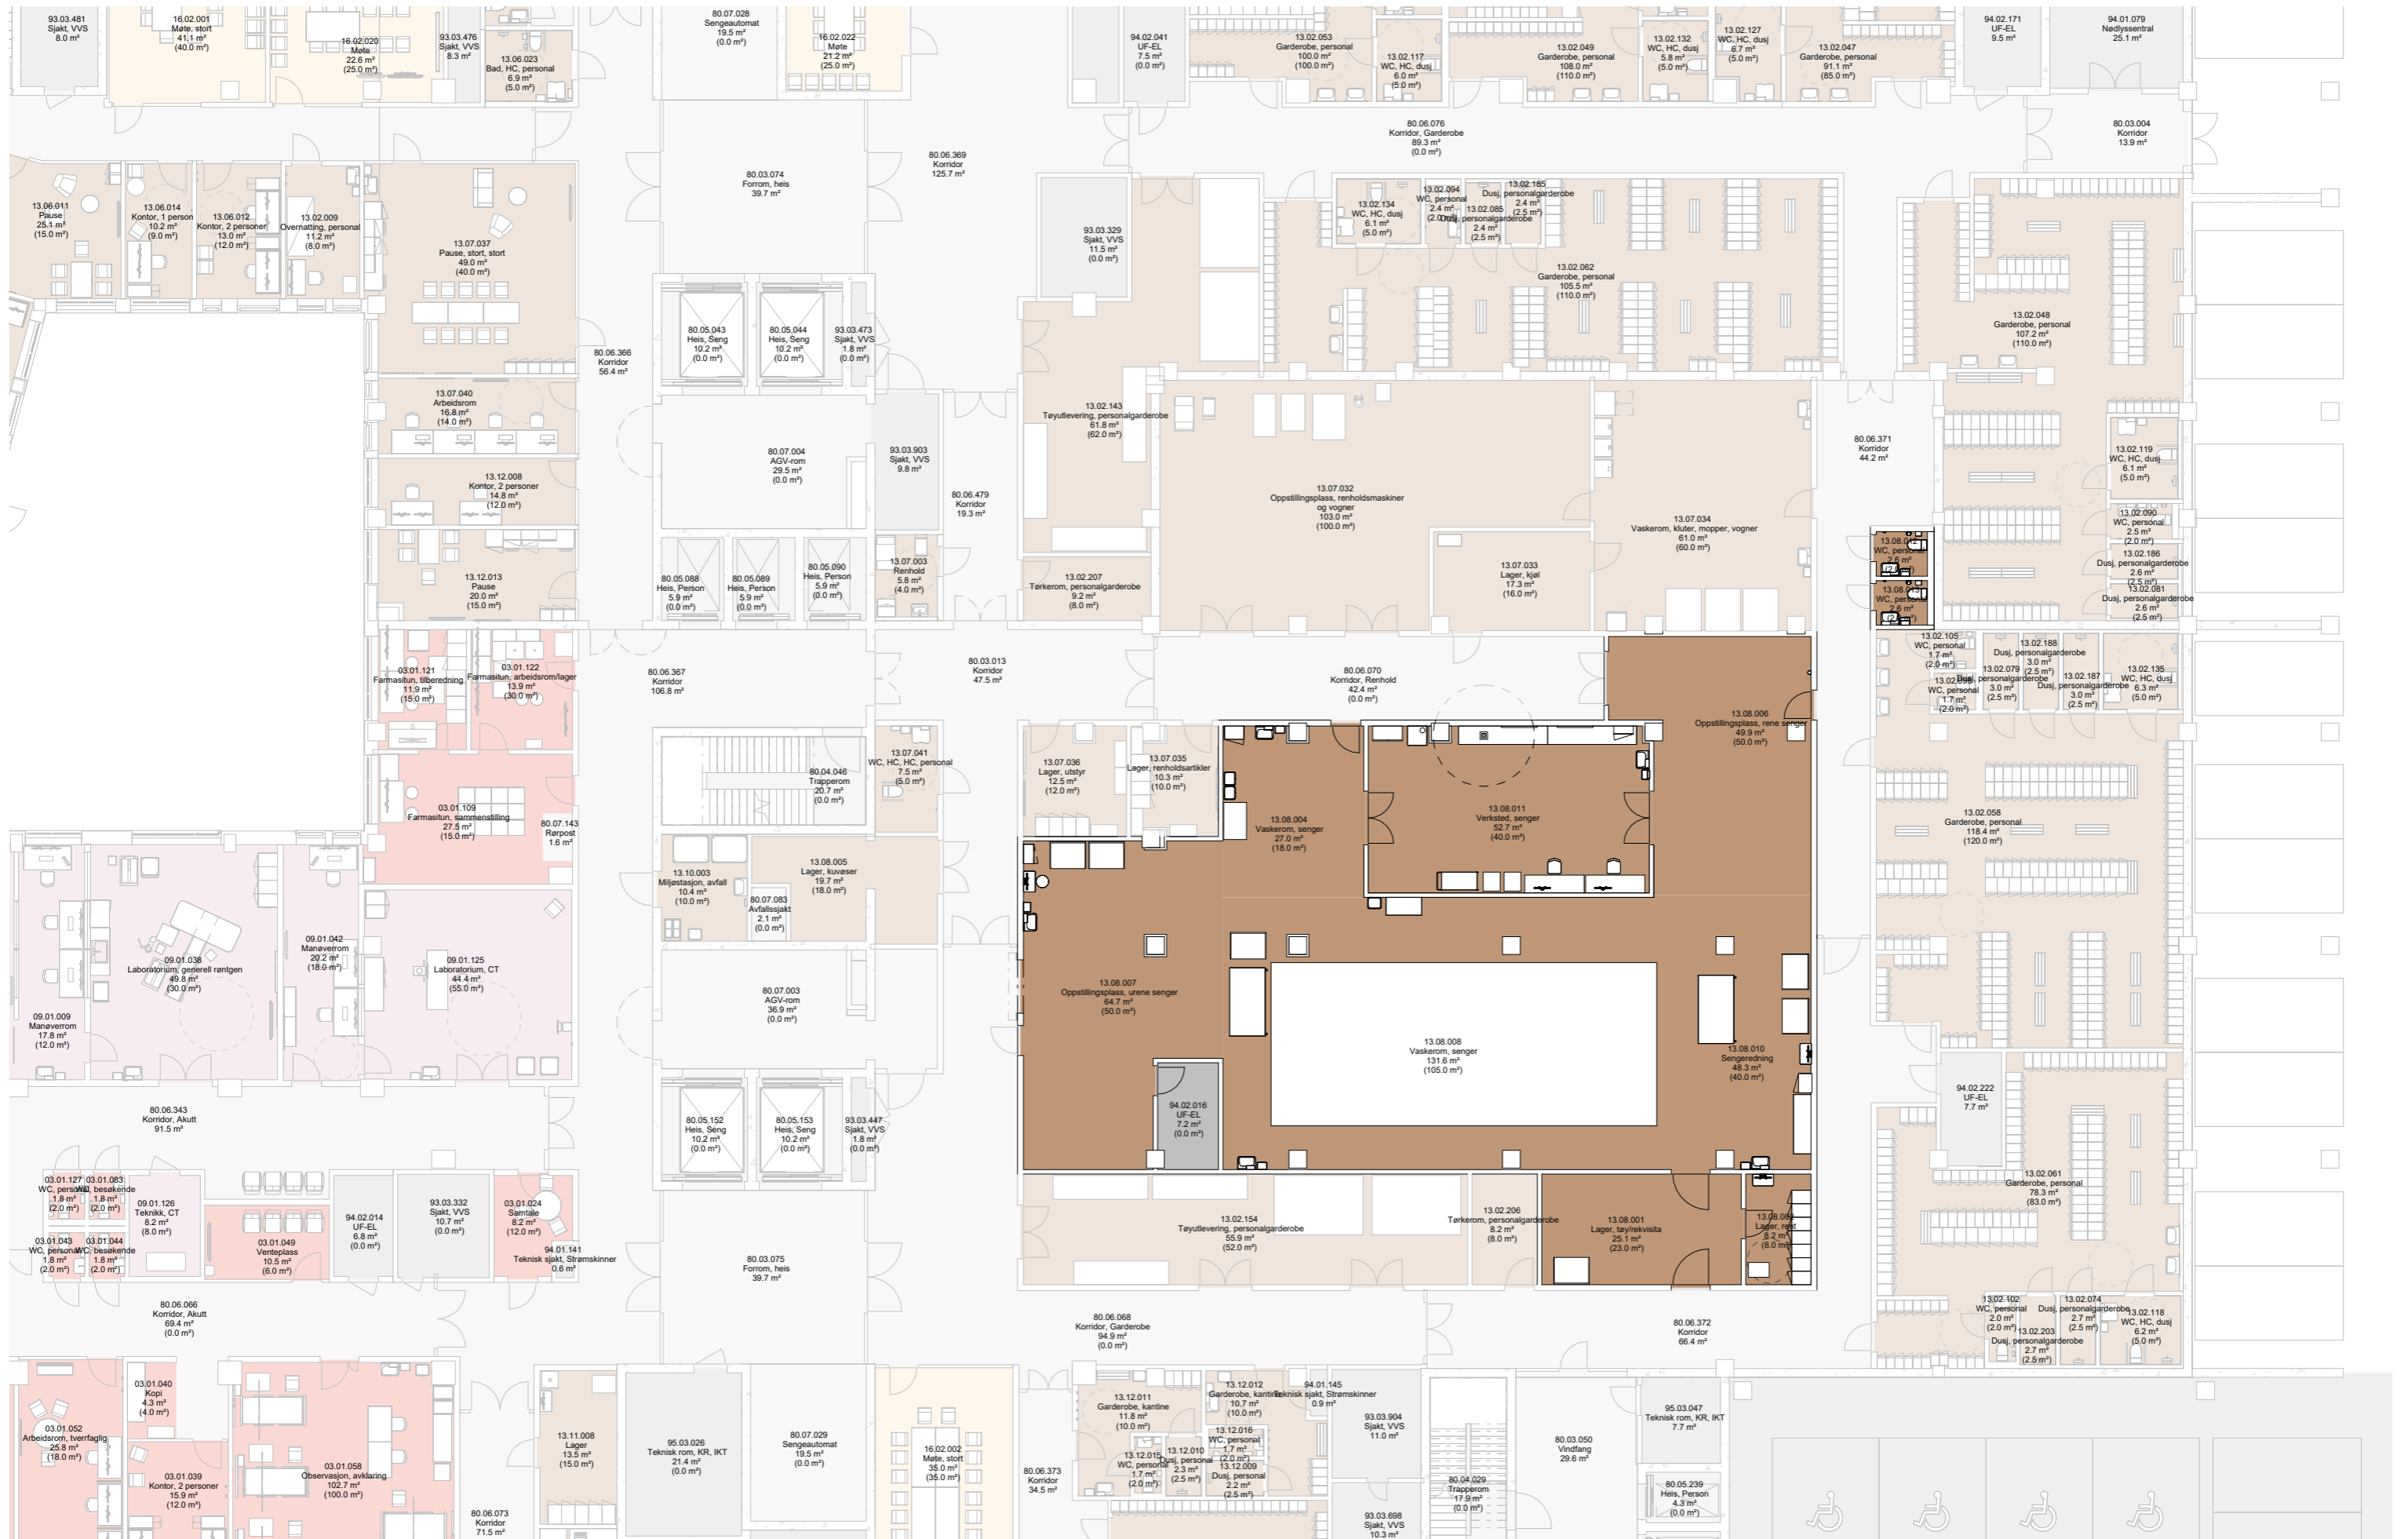 93.03.481
Sjakt, VVS
8.0 m²
16.02.001
Møte, stort
41.1 m²
(40.0 m²)
16.02.020
Møte
22.6 m²
(25.0 m²)
93.03.476
Sjakt, VVS
8.3 m²
13.06.023
Bad, HC, personal
6.9 m²
(5.0 m²)
80.07.028
Sengeautomat
19.5 m²
(0.0 m²)
16.02.022
Møte
21.2 m²
(25.0 m²)
94.02.041
UF-EL
7.5 m²
(0.0 m²)
13.02.053
Garderobe, personal
100.0 m²
(100.0 m²)
13.02.117
WC, HC, dusj
6.0 m²
(5.0 m²)
13.02.049
Garderobe, personal
108.0 m²
(110.0 m²)
13.02.132
WC, HC, dusj
5.8 m²
(5.0 m²)
13.02.127
WC, HC, dusj
6.7 m²
(5.0 m²)
13.02.047
Garderobe, personal
91.1 m²
(85.0 m²)
94.02.171
UF-EL
9.5 m²
94.01.079
Nødlyssentral
25.1 m²
80.06.369
Korridor
125.7 m²
80.06.076
Korridor, Garderobe
89.3 m²
(0.0 m²)
80.03.004
Korridor
13.9 m²
13.06.011
Pause
25.1 m²
(15.0 m²)
13.06.014
Kontor, 1 person
10.2 m²
(9.0 m²)
13.06.012
Kontor, 2 personer
13.0 m²
(12.0 m²)
13.02.009
Overnatting, personal
11.2 m²
(8.0 m²)
13.07.037
Pause, stort, stort
49.0 m²
(40.0 m²)
80.03.074
Forrom, heis
39.7 m²
93.03.329
Sjakt, VVS
11.5 m²
(0.0 m²)
13.02.134
WC, HC, dusj
6.1 m²
(5.0 m²)
13.02.094
WC, personal
2.4 m²
(2.0 m²)
13.02.085
Dusj, personalgarderobe
2.4 m²
(2.5 m²)
13.02.185
Dusj, personalgarderobe
2.4 m²
(2.5 m²)
13.02.062
Garderobe, personal
105.5 m²
(110.0 m²)
13.02.048
Garderobe, personal
107.2 m²
(110.0 m²)
80.06.366
Korridor
56.4 m²
80.05.043
Heis, Seng
10.2 m²
(0.0 m²)
80.05.044
Heis, Seng
10.2 m²
(0.0 m²)
93.03.473
Sjakt, VVS
1.8 m²
(0.0 m²)
13.07.040
Arbeidsrom
16.8 m²
(14.0 m²)
13.02.143
Tøyutlevering, personalgarderobe
61.8 m²
(62.0 m²)
80.07.004
AGV-rom
29.5 m²
(0.0 m²)
93.03.903
Sjakt, VVS
9.8 m²
80.06.479
Korridor
19.3 m²
13.12.008
Kontor, 2 personer
14.8 m²
(12.0 m²)
13.07.032
Oppstillingsplass, renholdsmaskiner
og vogner
103.0 m²
(100.0 m²)
13.07.034
Vaskerom, kluter, mopper, vogner
61.0 m²
(60.0 m²)
80.06.371
Korridor
44.2 m²
13.02.119
WC, HC, dusj
6.1 m²
(5.0 m²)
13.02.090
WC, personal
2.5 m²
(2.0 m²)
13.02.186
Dusj, personalgarderobe
2.6 m²
(2.5 m²)
13.02.081
Dusj, personalgarderobe
2.6 m²
(2.5 m²)
13.12.013
Pause
20.0 m²
(15.0 m²)
80.05.088
Heis, Person
5.9 m²
(0.0 m²)
80.05.089
Heis, Person
5.9 m²
(0.0 m²)
80.05.090
Heis, Person
5.9 m²
(0.0 m²)
13.07.003
Renhold
5.8 m²
(4.0 m²)
13.02.207
Tørkerom, personalgarderobe
9.2 m²
(8.0 m²)
13.07.033
Lager, kjøl
17.3 m²
(16.0 m²)
13.08.012
WC, personal
2.6 m²
13.08.013
WC, personal
2.6 m²
03.01.121
Farmasitun, tilberedning
11.9 m²
(15.0 m²)
03.01.122
Farmasitun, arbeidsrom/lager
13.9 m²
(30.0 m²)
80.06.367
Korridor
106.8 m²
80.03.013
Korridor
47.5 m²
80.06.070
Korridor, Renhold
42.4 m²
(0.0 m²)
13.02.105
WC, personal
1.7 m²
(2.0 m²)
WC, personal
1.7 m²
(2.0 m²)
13.02.079
Dusj, personalgarderobe
3.0 m²
(2.5 m²)
13.02.188
Dusj, personalgarderobe
3.0 m²
(2.5 m²)
13.02.187
Dusj, personalgarderobe
3.0 m²
(2.5 m²)
13.02.135
WC, HC, dusj
6.3 m²
(5.0 m²)
S
13.08.006
Oppstillingsplass, rene senger
49.9 m²
(50.0 m²)
80.04.046
Trapperom
20.7 m²
(0.0 m²)
13.07.041
WC, HC, HC, personal
7.5 m²
(5.0 m²)
13.07.036
Lager, utstyr
12.5 m²
(12.0 m²)
13.07.035
Lager, renholdsartikler
10.3 m²
(10.0 m²)
13.08.004
Vaskerom, senger
27.0 m²
(18.0 m²)
13.08.011
Verksted, senger
52.7 m²
(40.0 m²)
13.02.058
Garderobe, personal
118.4 m²
(120.0 m²)
03.01.109
Farmasitun, sammenstilling
27.5 m²
(15.0 m²)
80.07.143
Rørpost
1.6 m²
13.10.003
Miljøstasjon, avfall
10.4 m²
(10.0 m²)
13.08.005
Lager, kuvøser
19.7 m²
(18.0 m²)
80.07.083
Avfallssjakt
2.1 m²
(0.0 m²)
09.01.038
Laboratorium, generell røntgen
49.8 m²
(30.0 m²)
09.01.042
Manøverrom
20.2 m²
(18.0 m²)
09.01.125
Laboratorium, CT
44.4 m²
(55.0 m²)
09.01.009
Manøverrom
17.8 m²
(12.0 m²)
80.07.003
AGV-rom
36.9 m²
(0.0 m²)
13.08.007
Oppstillingsplass, urene senger
64.7 m²
(50.0 m²)
13.08.008
Vaskerom, senger
131.6 m²
(105.0 m²)
13.08.010
Sengeredning
48.3 m²
(40.0 m²)
94.02.016
UF-EL
7.2 m²
(0.0 m²)
94.02.222
UF-EL
7.7 m²
80.06.343
Korridor, Akutt
91.5 m²
80.05.152
Heis, Seng
10.2 m²
(0.0 m²)
80.05.153
Heis, Seng
10.2 m²
(0.0 m²)
93.03.447
Sjakt, VVS
1.8 m²
(0.0 m²)
03.01.127
WC, personal
1.8 m²
(2.0 m²)
03.01.083
WC, besøkende
1.8 m²
(2.0 m²)
03.01.043
WC, personal
1.8 m²
(2.0 m²)
03.01.044
WC, besøkende
1.8 m²
(2.0 m²)
09.01.126
Teknikk, CT
8.2 m²
(8.0 m²)
03.01.049
Venteplass
10.5 m²
(6.0 m²)
94.02.014
UF-EL
6.8 m²
(0.0 m²)
93.03.332
Sjakt, VVS
10.7 m²
(0.0 m²)
03.01.024
Samtale
8.2 m²
(12.0 m²)
94.01.141
Teknisk sjakt, Strømskinner
0.6 m²
80.03.075
Forrom, heis
39.7 m²
13.02.154
Tøyutlevering, personalgarderobe
55.9 m²
(52.0 m²)
13.02.206
Tørkerom, personalgarderobe
8.2 m²
(8.0 m²)
13.08.001
Lager, tøy/rekvisita
25.1 m²
(23.0 m²)
13.08.002
Lager, rent
8.2 m²
(8.0 m²)
13.02.061
Garderobe, personal
78.3 m²
(83.0 m²)
80.06.066
Korridor, Akutt
69.4 m²
(0.0 m²)
80.06.068
Korridor, Garderobe
94.9 m²
(0.0 m²)
80.06.372
Korridor
66.4 m²
13.02.102
WC, personal
2.0 m²
(2.0 m²)
13.02.203
Dusj, personalgarderobe
2.7 m²
(2.5 m²)
13.02.074
Dusj, personalgarderobe
2.7 m²
(2.5 m²)
13.02.118
WC, HC, dusj
6.2 m²
(5.0 m²)
03.01.052
Arbeidsrom, tverrfaglig
25.8 m²
(18.0 m²)
03.01.040
Kopi
4.3 m²
(4.0 m²)
03.01.039
Kontor, 2 personer
15.9 m²
(12.0 m²)
03.01.058
Observasjon, avklaring
102.7 m²
(100.0 m²)
80.06.073
Korridor
71.5 m²
13.11.008
Lager
13.5 m²
(15.0 m²)
95.03.026
Teknisk rom, KR, IKT
21.4 m²
(0.0 m²)
80.07.029
Sengeautomat
19.5 m²
(0.0 m²)
16.02.002
Møte, stort
35.0 m²
(35.0 m²)
80.06.373
Korridor
34.5 m²
13.12.011
Garderobe, kantine
11.8 m²
(10.0 m²)
13.12.012
Garderobe, kantine
10.7 m²
(10.0 m²)
94.01.145
Teknisk sjakt, Strømskinner
0.9 m²
13.12.015
WC, personal
1.7 m²
(2.0 m²)
13.12.010
Dusj, personal
2.3 m²
(2.5 m²)
13.12.016
WC, personal
1.7 m²
(2.0 m²)
13.12.009
Dusj, personal
2.2 m²
(2.5 m²)
93.03.904
Sjakt, VVS
11.0 m²
93.03.698
Sjakt, VVS
10.3 m²
80.04.029
Trapperom
17.9 m²
(0.0 m²)
80.03.050
Vindfang
29.6 m²
95.03.047
Teknisk rom, KR, IKT
7.7 m²
80.05.239
Heis, Person
4.3 m²
(0.0 m²)